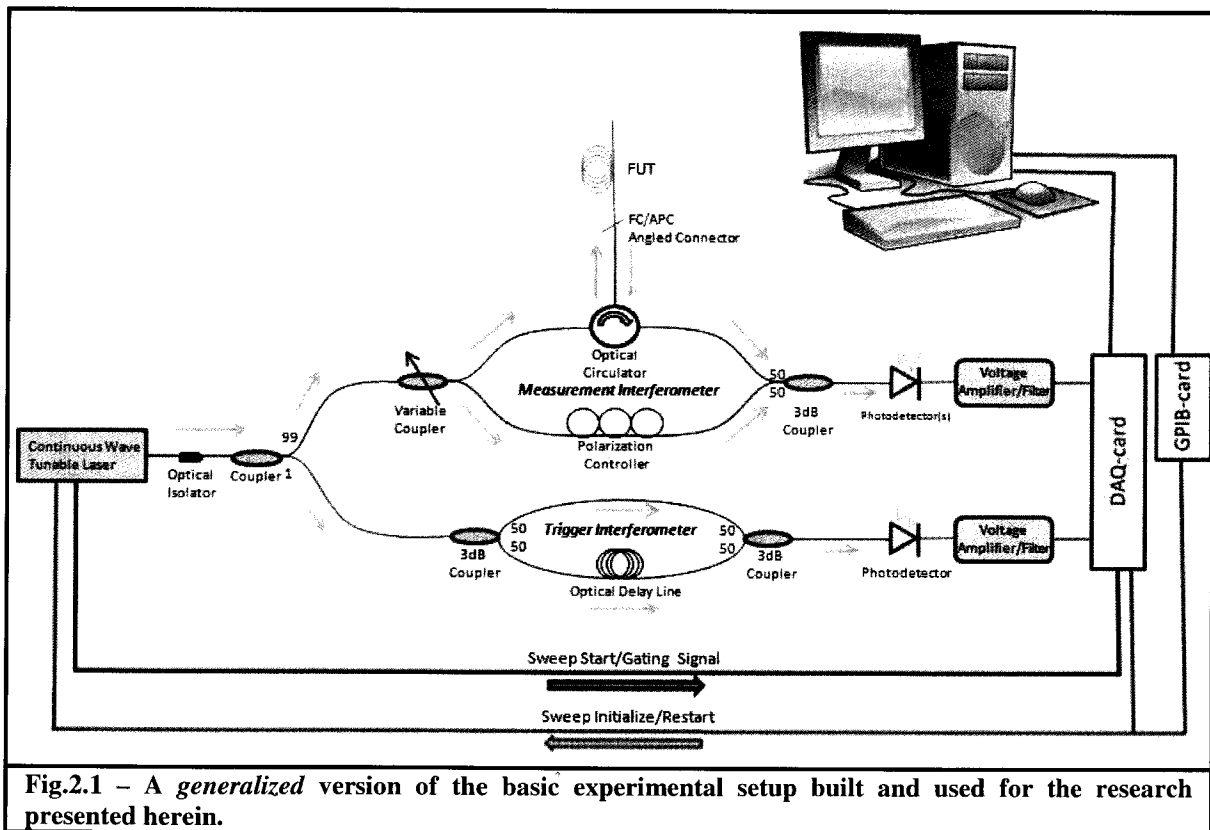 FUT
FC/APC
Angled Connector
Optical
Circulator
Measurement Interferometer
Variable
Coupler
Polarization
Controller
50
50
3dB
Coupler
Photodetector(s)
Voltage
Amplifier/Filter
DAQ-card
GPIB-card
Continuous Wave
Tunable Laser
Optical
Isolator
99
Coupler 1
3dB
Coupler
50
50
Trigger Interferometer
Optical Delay Line
50
50
3dB
Coupler
Photodetector
Voltage
Amplifier/Filter
Sweep Start/Gating Signal
Sweep Initialize/Restart
Fig.2.1 – A generalized version of the basic experimental setup built and used for the research
presented herein.